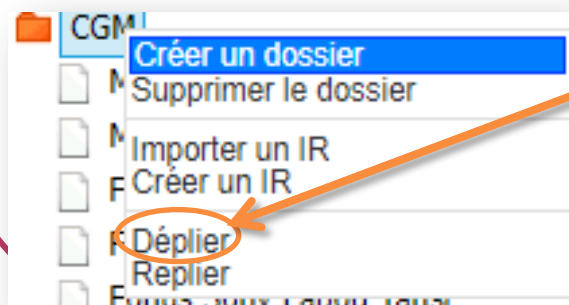 CGM
Créer un dossier
Supprimer le dossier
Importer un IR
Créer un IR
Déplier
Replier